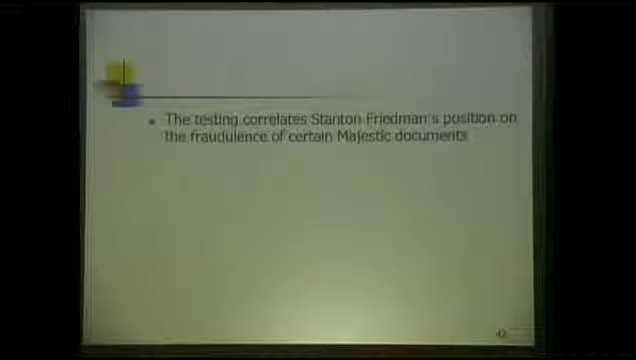 The testing correlates Stanton Friedman's position on
the fraudulence of certain Majestic documents